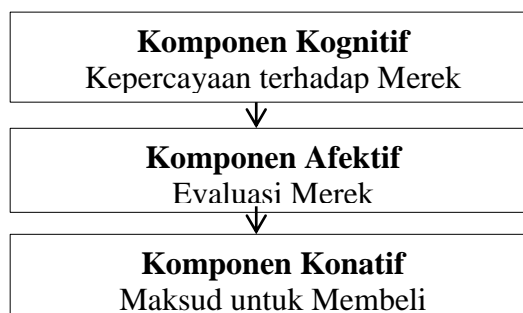 Komponen Kognitif
Kepercayaan terhadap Merek
Komponen Afektif
Evaluasi Merek
Komponen Konatif
Maksud untuk Membeli